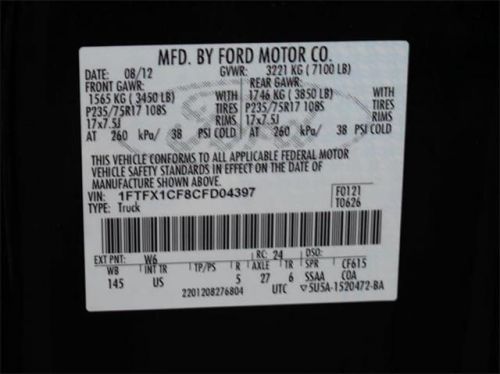 MFD. BY FORD MOTOR CO.
DATE: 08/12 GVWR: 3221 KG (7100 LB)
FRONT GAWR: REAR GAWR:
1565 KG (3450 LB) WITH 1746 KG (3850 LB) WITH
P235/75R17 108S TIRES P235/75R17 108S TIRES
17x7.5J RIMS 17x7.5J RIMS
AT 260 kPa/ 38 PSI COLD AT 260 kPa/ 38 PSI COLD
THIS VEHICLE CONFORMS TO ALL APPLICABLE FEDERAL MOTOR
VEHICLE SAFETY STANDARDS IN EFFECT ON THE DATE OF
MANUFACTURE SHOWN ABOVE.
VIN: 1FTFX1CF8CFD04397 F0121
TYPE: Truck T0626
EXT PNT: W6 RC: 24 DSO:
WB INT TR TP/PS R AXLE TR SPR CF615
145 US 5 27 6 SSAA COA
2201208276804 UTC 5U5A-1520472-BA
Ford